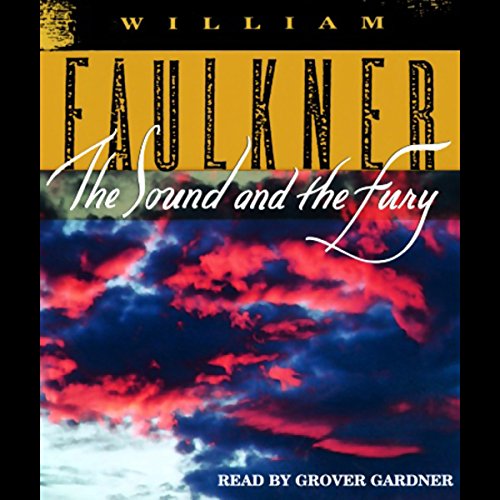 WILLIAM
FAULKNER
The Sound and the Fury
READ BY GROVER GARDNER